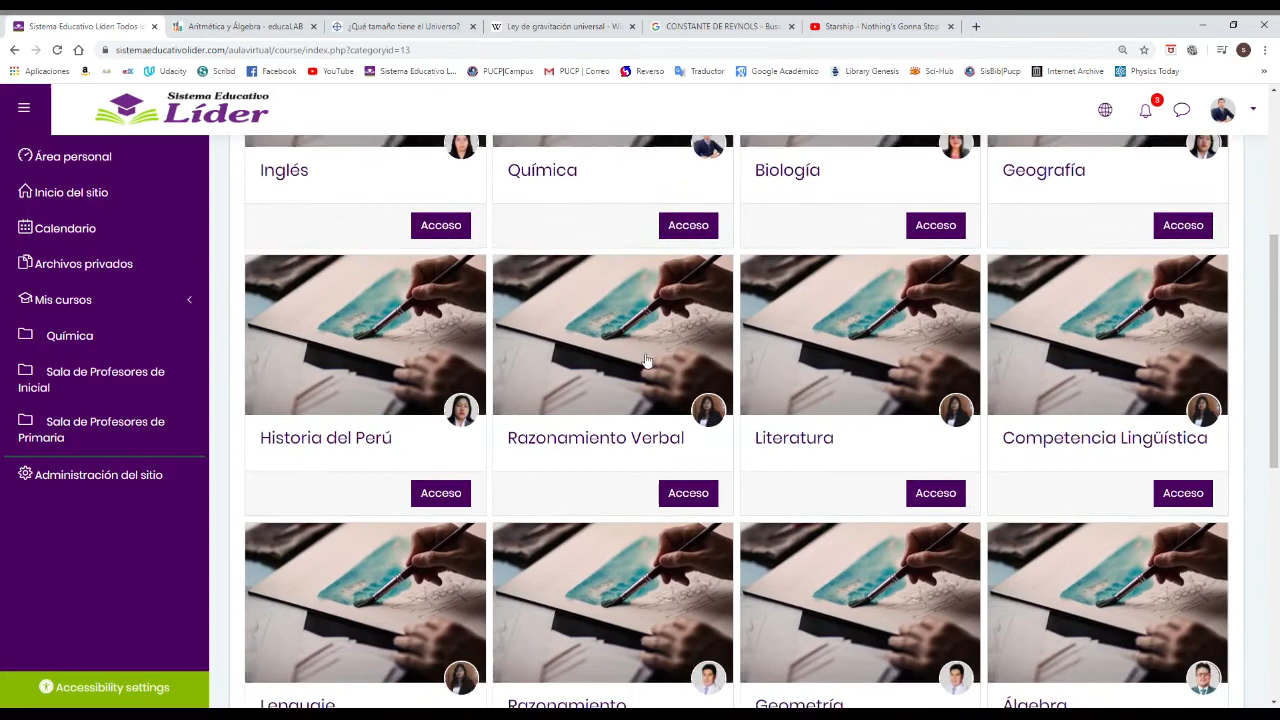 Sistema Educativo Líder: Todos lo
Aritmética y Álgebra - educaLAB
¿Qué tamaño tiene el Universo?
Ley de gravitación universal - Wi
CONSTANTE DE REYNOLS - Bus
Starship - Nothing's Gonna Stop
sistemaeducativolider.com/aulavirtual/course/index.php?categoryid=13
Aplicaciones
Udacity
Scribd
Facebook
YouTube
Sistema Educativo L...
PUCP|Campus
PUCP | Correo
Reverso
Traductor
Google Académico
Library Genesis
Sci-Hub
SisBib|Pucp
Internet Archive
Physics Today
Sistema Educativo
Líder
3
Área personal
Inicio del sitio
Calendario
Archivos privados
Mis cursos
Química
Sala de Profesores de
Inicial
Sala de Profesores de
Primaria
Administración del sitio
Accessibility settings
Inglés
Química
Biología
Geografía
Acceso
Acceso
Acceso
Acceso
Historia del Perú
Razonamiento Verbal
Literatura
Competencia Lingüística
Acceso
Acceso
Acceso
Acceso
Lenguaje
Razonamiento
Geometría
Álgebra